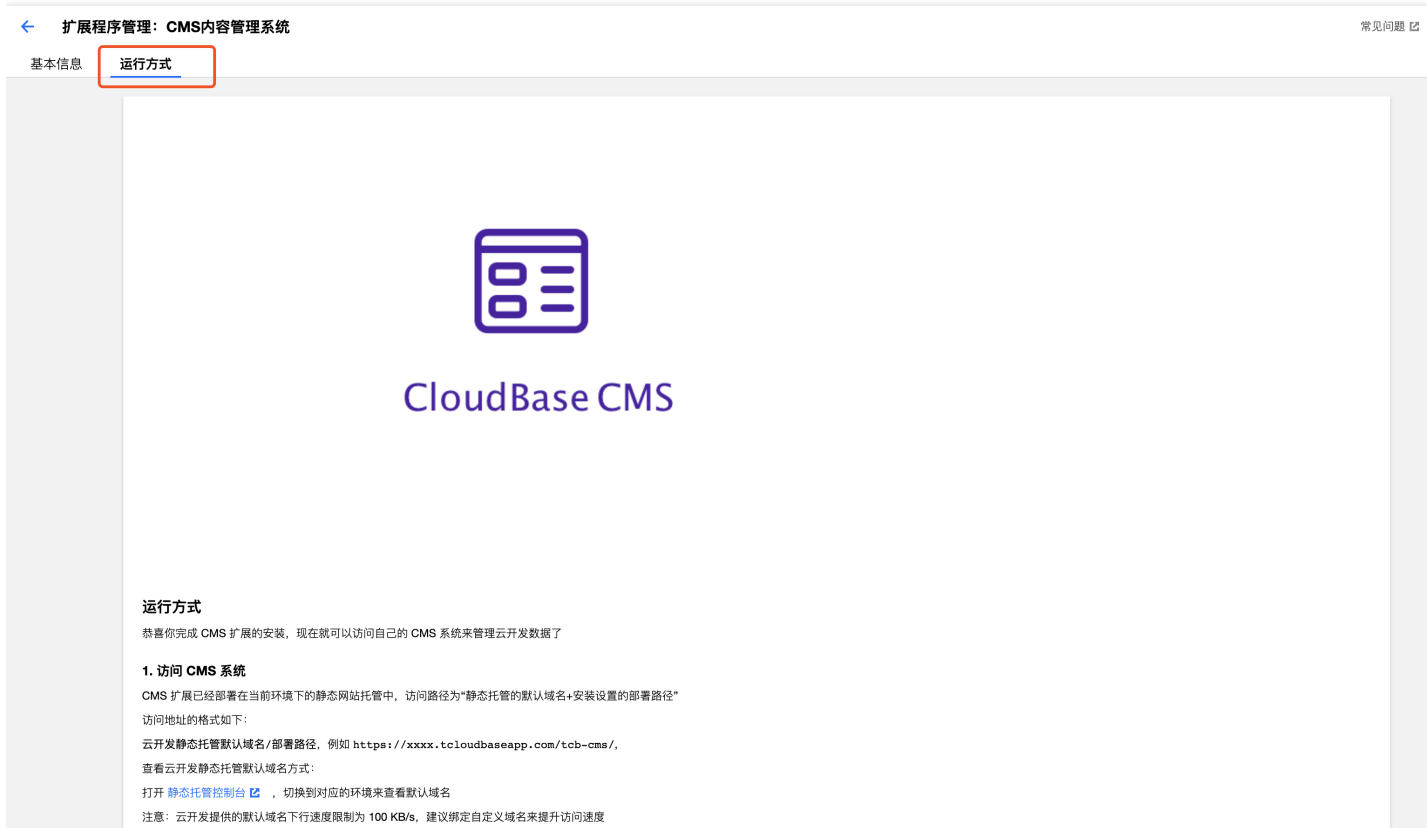 扩展程序管理：CMS内容管理系统
常见问题
基本信息
运行方式
CloudBase CMS
运行方式
恭喜你完成 CMS 扩展的安装，现在就可以访问自己的 CMS 系统来管理云开发数据了
1. 访问 CMS 系统
CMS 扩展已经部署在当前环境下的静态网站托管中，访问路径为“静态托管的默认域名+安装设置的部署路径”
访问地址的格式如下：
云开发静态托管默认域名/部署路径，例如 https://xxxx.tcloudbaseapp.com/tcb-cms/,
查看云开发静态托管默认域名方式：
打开 静态托管控制台 ，切换到对应的环境来查看默认域名
注意：云开发提供的默认域名下行速度限制为 100 KB/s，建议绑定自定义域名来提升访问速度